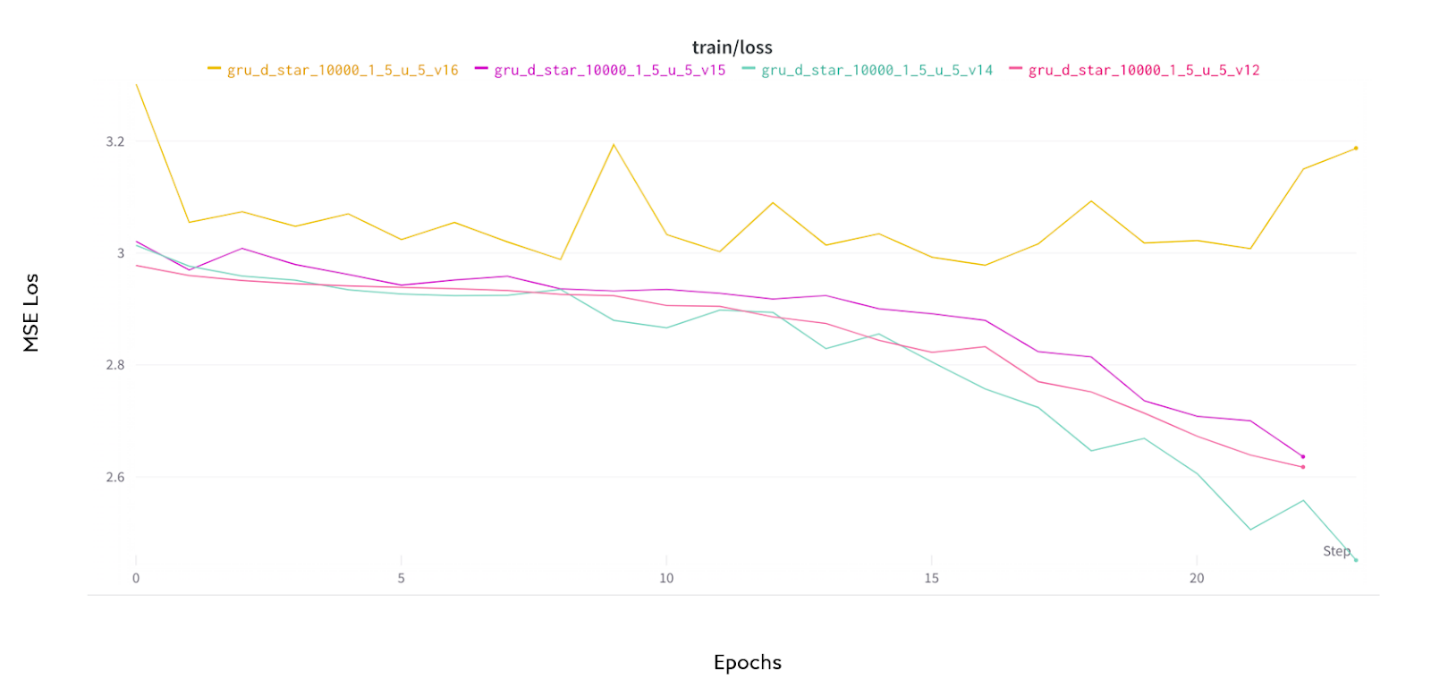 train/loss
gru_d_star_10000_1_5_u_5_v16 gru_d_star_10000_1_5_u_5_v15 gru_d_star_10000_1_5_u_5_v14 gru_d_star_10000_1_5_u_5_v12
3.2
3
2.8
2.6
MSE Los
Step
0 5 10 15 20
Epochs